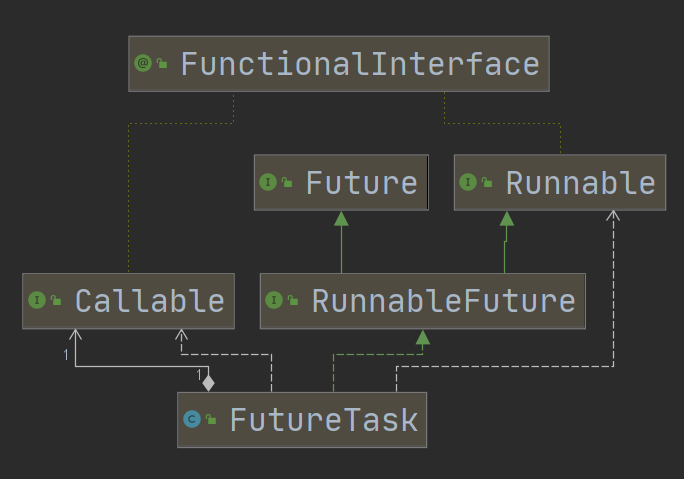 @ FunctionalInterface
I Future
I Runnable
I Callable
I RunnableFuture
1
1
C FutureTask